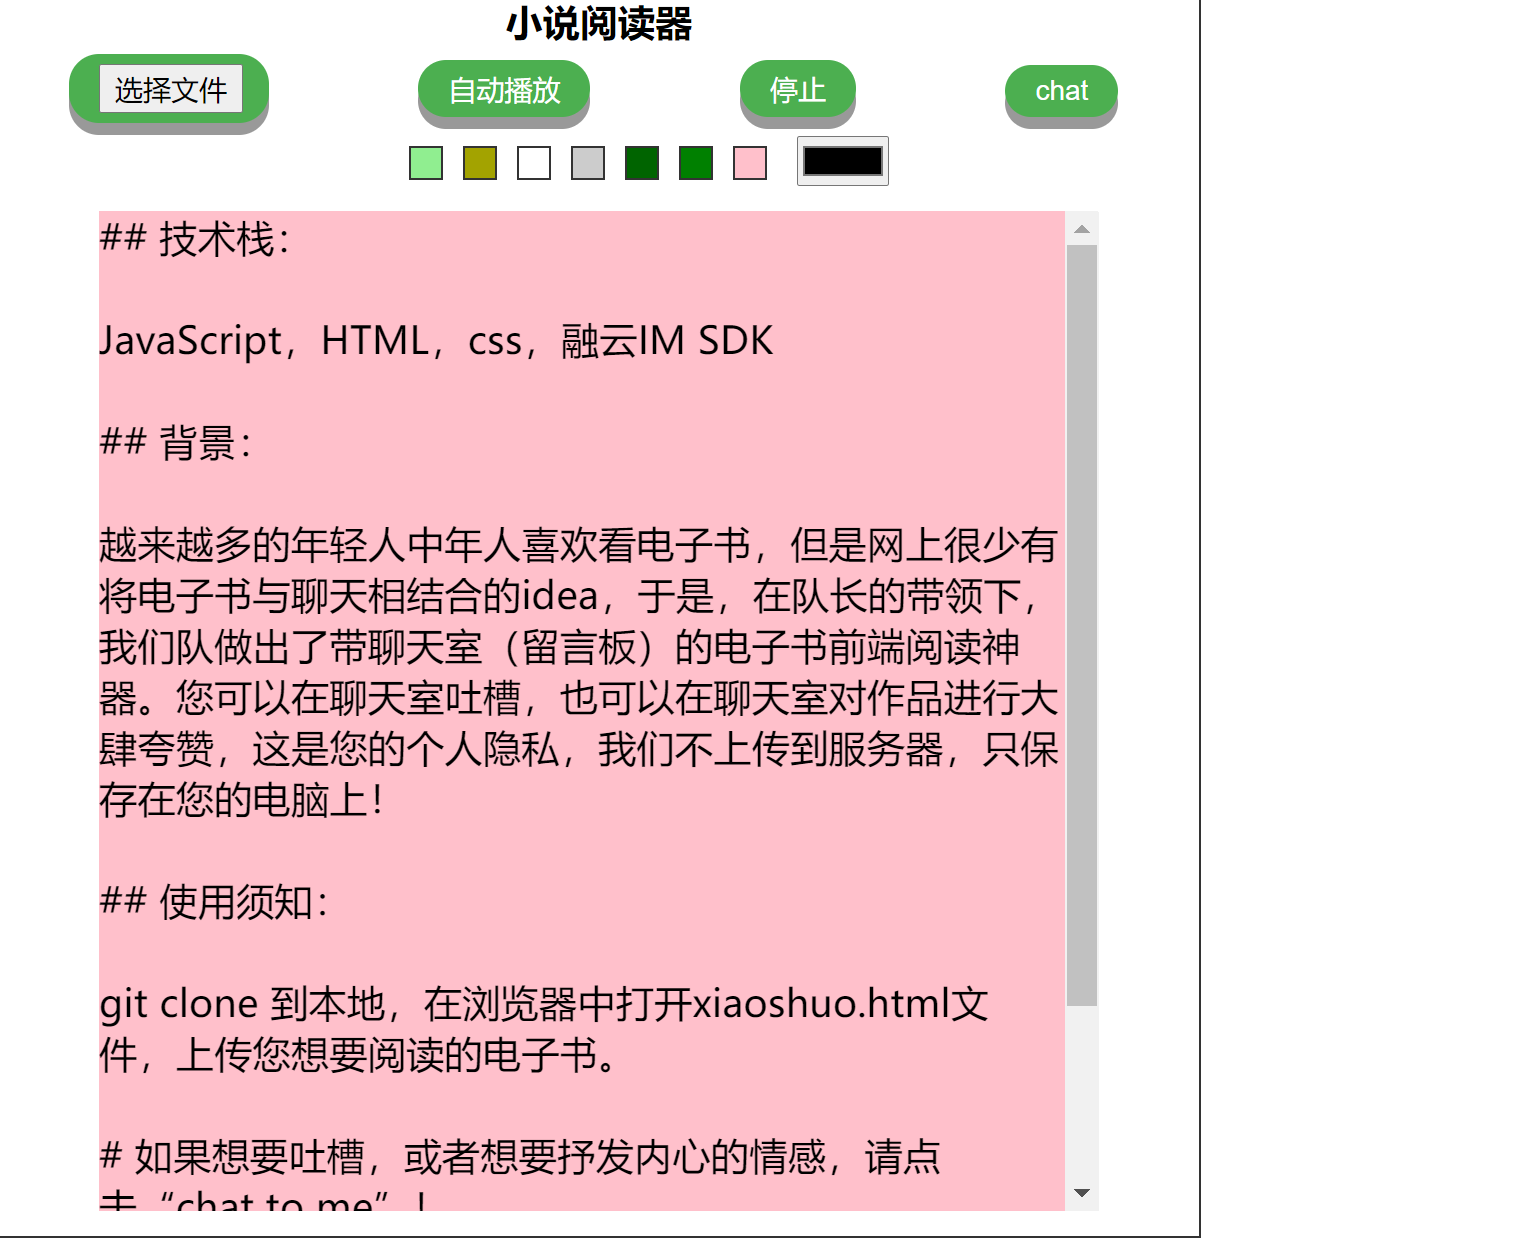 小说阅读器
选择文件 自动播放 停止 chat
## 技术栈：
JavaScript，HTML，css，融云IM SDK
## 背景：
越来越多的年轻人中年人喜欢看电子书，但是网上很少有
将电子书与聊天相结合的idea，于是，在队长的带领下，
我们队做出了带聊天室（留言板）的电子书前端阅读神
器。您可以在聊天室吐槽，也可以在聊天室对作品进行大
肆夸赞，这是您的个人隐私，我们不上传到服务器，只保
存在您的电脑上！
## 使用须知：
git clone 到本地，在浏览器中打开xiaoshuo.html文
件，上传您想要阅读的电子书。
# 如果想要吐槽，或者想要抒发内心的情感，请点
击“chat to me”！